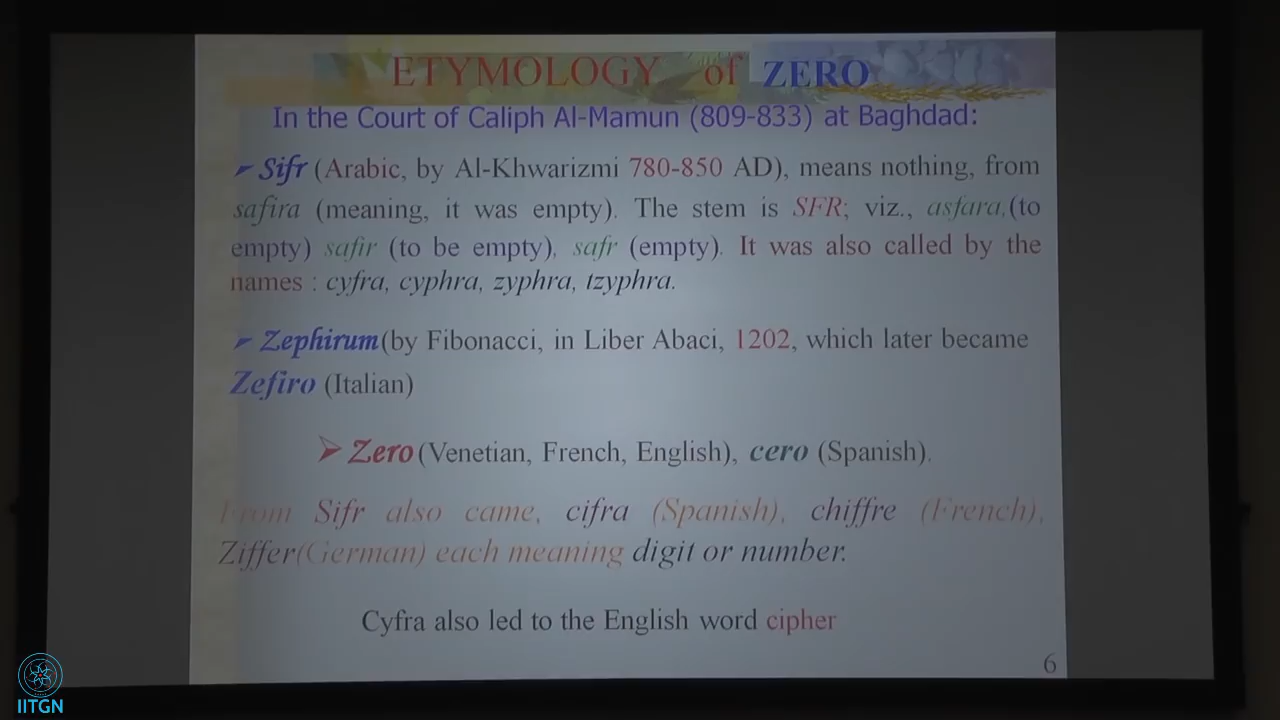 ETYMOLOGY of ZERO
In the Court of Caliph Al-Mamun (809-833) at Baghdad:
Sifr (Arabic, by Al-Khwarizmi 780-850 AD), means nothing, from
safira (meaning, it was empty). The stem is SFR; viz., asfara,(to
empty) safir (to be empty), safr (empty). It was also called by the
names : cyfra, cyphra, zyphra, tzyphra.
Zephirum(by Fibonacci, in Liber Abaci, 1202, which later became
Zefiro (Italian)
Zero(Venetian, French, English), cero (Spanish).
From Sifr also came, cifra (Spanish), chiffre (French),
Ziffer(German) each meaning digit or number.
Cyfra also led to the English word cipher
6
IITGN